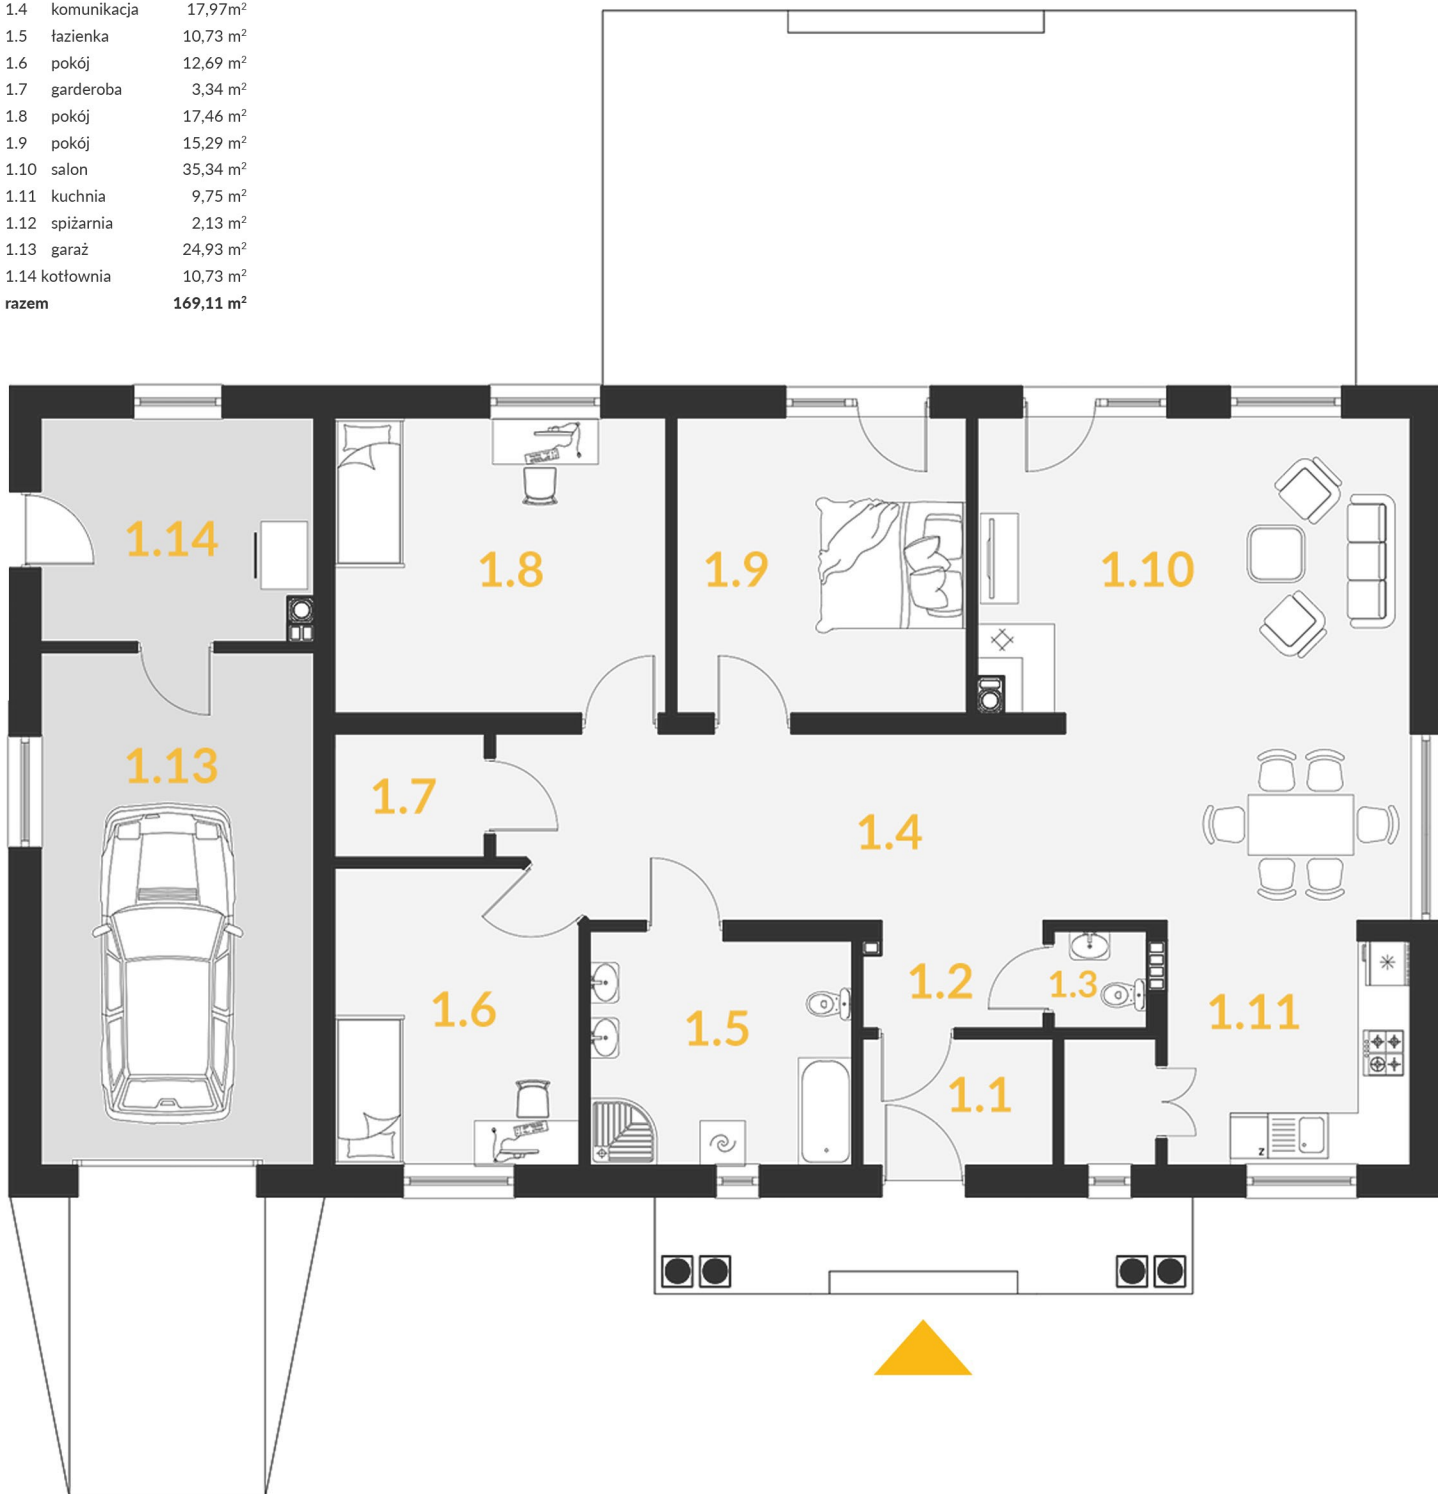 1.4 komunikacja 17,97m²
1.5 łazienka 10,73 m²
1.6 pokój 12,69 m²
1.7 garderoba 3,34 m²
1.8 pokój 17,46 m²
1.9 pokój 15,29 m²
1.10 salon 35,34 m²
1.11 kuchnia 9,75 m²
1.12 spiżarnia 2,13 m²
1.13 garaż 24,93 m²
1.14 kotłownia 10,73 m²
razem 169,11 m²
1.14
1.8
1.9
1.10
1.13
1.7
1.4
1.6
1.5
1.2
1.3
1.11
1.1
z